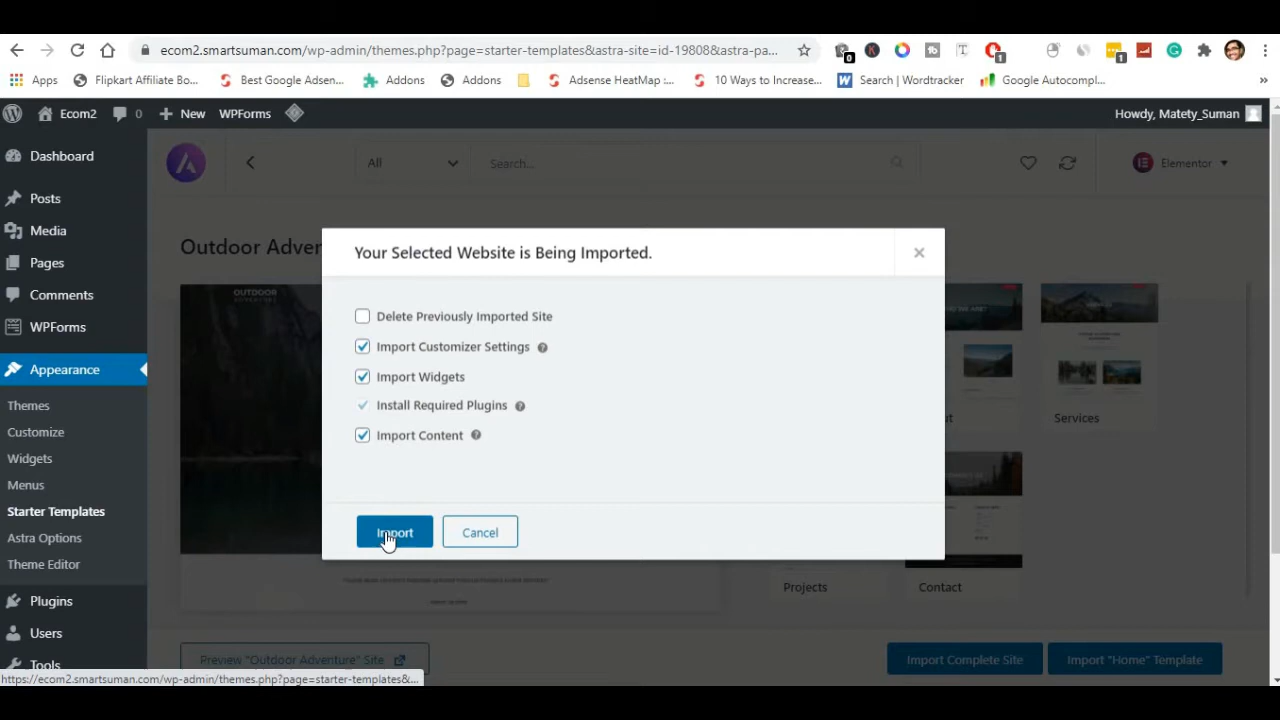 ecom2.smartsuman.com/wp-admin/themes.php?page=starter-templates&astra-site=id-19808&astra-pa...
0
1
1
Apps
Flipkart Affiliate Bo...
Best Google Adsen...
Addons
Addons
Adsense HeatMap :...
10 Ways to Increase...
W
Search | Wordtracker
Google Autocompl...
»
Ecom2
0
New
WPForms
Howdy, Matety_Suman
Dashboard
Posts
Media
Pages
Comments
WPForms
Appearance
Themes
Customize
Widgets
Menus
Starter Templates
Astra Options
Theme Editor
Plugins
Users
Tools
All
Search...
Elementor
Outdoor Adver
OUTDOOR
Your Selected Website is Being Imported.
Delete Previously Imported Site
Import Customizer Settings
Import Widgets
Install Required Plugins
Import Content
Import
Cancel
Services
Projects
Contact
Preview "Outdoor Adventure" Site
Import Complete Site
Import "Home" Template
https://ecom2.smartsuman.com/wp-admin/themes.php?page=starter-templates&...